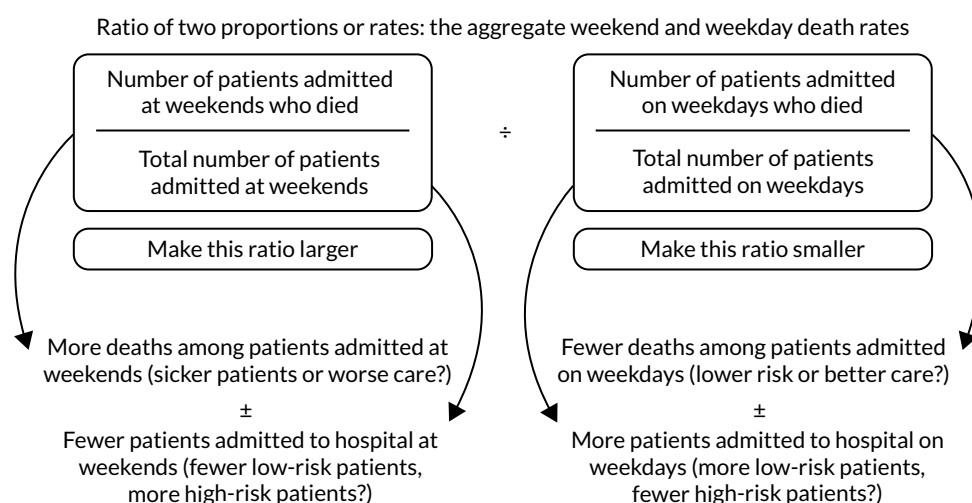 Ratio of two proportions or rates: the aggregate weekend and weekday death rates
Number of patients admitted
at weekends who died
Total number of patients
admitted at weekends
÷
Number of patients admitted
on weekdays who died
Total number of patients
admitted on weekdays
Make this ratio larger
Make this ratio smaller
More deaths among patients admitted at
weekends (sicker patients or worse care?)
±
Fewer patients admitted to hospital at
weekends (fewer low-risk patients,
more high-risk patients?)
Fewer deaths among patients admitted
on weekdays (lower risk or better care?)
±
More patients admitted to hospital on
weekdays (more low-risk patients,
fewer high-risk patients?)